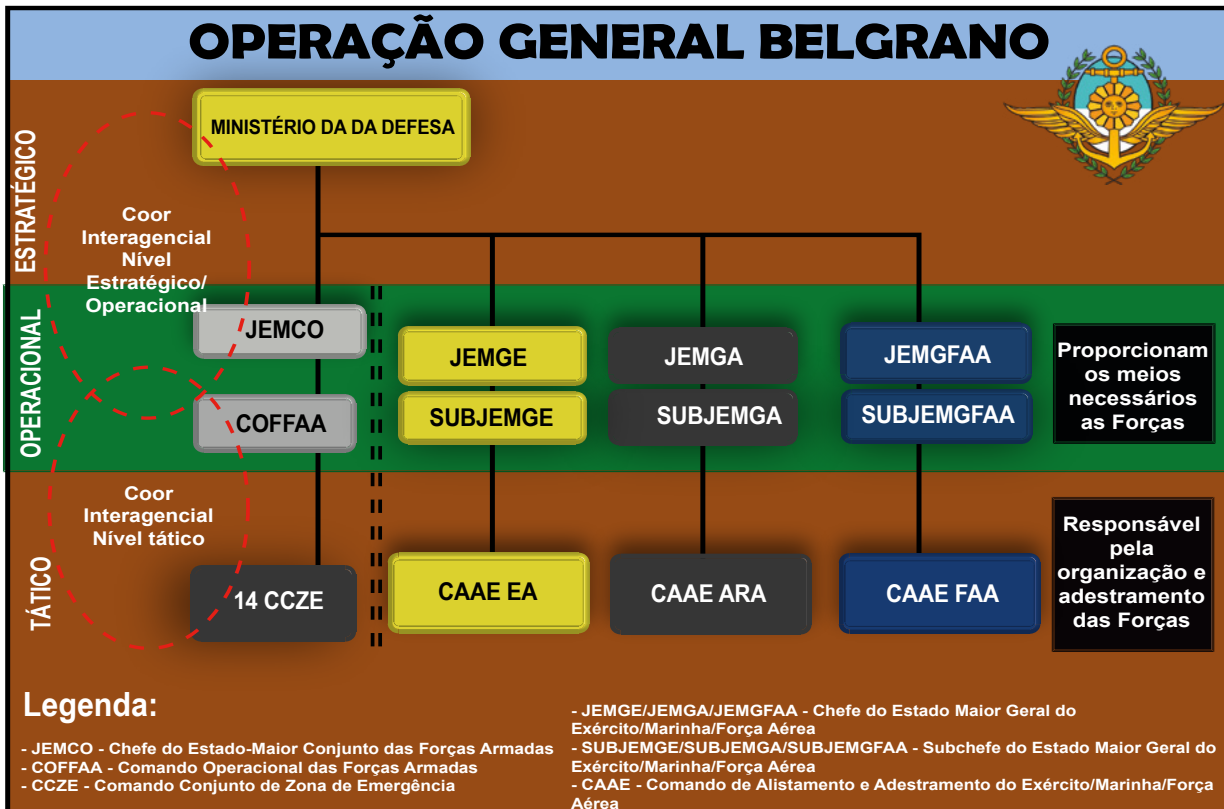 OPERAÇÃO GENERAL BELGRANO
ESTRATÉGICO
MINISTÉRIO DA DA DEFESA
Coor
Interagencial
Nível
Estratégico/
Operacional
OPERACIONAL
JEMCO
COFFAA
JEMGE
SUBJEMGE
JEMGA
SUBJEMGA
JEMGFAA
SUBJEMGFAA
Proporcionam
os meios
necessários
as Forças
TÁTICO
Coor
Interagencial
Nível tático
14 CCZE
CAAE EA
CAAE ARA
CAAE FAA
Responsável
pela
organização e
adestramento
das Forças
Legenda:
- JEMCO - Chefe do Estado-Maior Conjunto das Forças Armadas
- COFFAA - Comando Operacional das Forças Armadas
- CCZE - Comando Conjunto de Zona de Emergência
- JEMGE/JEMGA/JEMGFAA - Chefe do Estado Maior Geral do
Exército/Marinha/Força Aérea
- SUBJEMGE/SUBJEMGA/SUBJEMGFAA - Subchefe do Estado Maior Geral do
Exército/Marinha/Força Aérea
- CAAE - Comando de Alistamento e Adestramento do Exército/Marinha/Força
Aérea